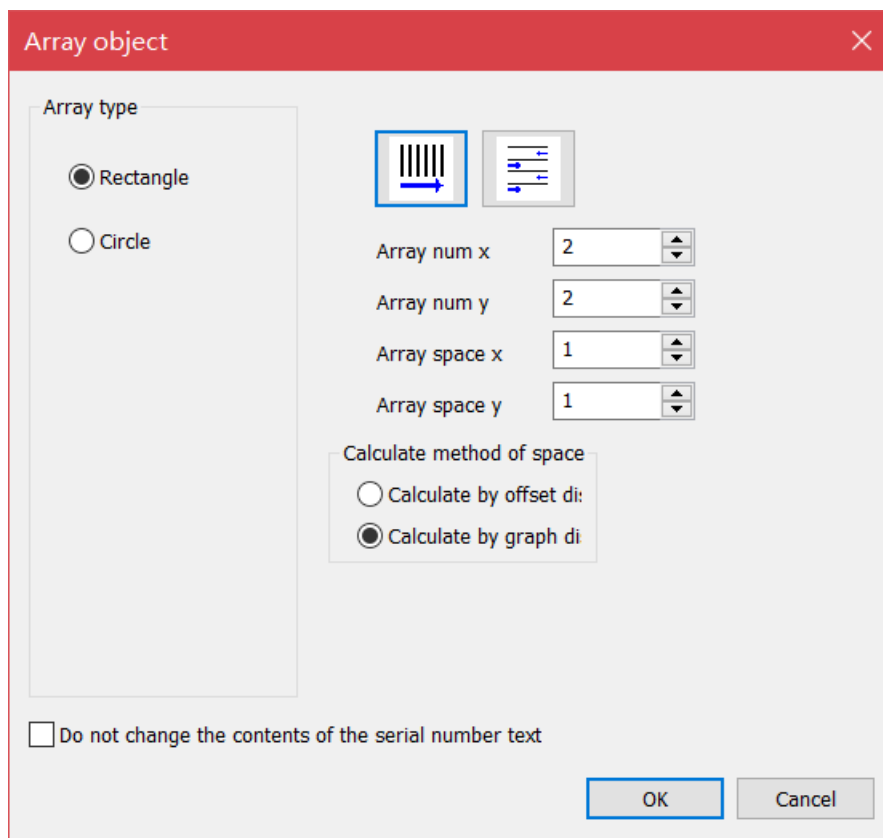 Array object
Array type
Rectangle
Circle
Array num x
2
Array num y
2
Array space x
1
Array space y
1
Calculate method of space
Calculate by offset di
Calculate by graph di
Do not change the contents of the serial number text
OK
Cancel